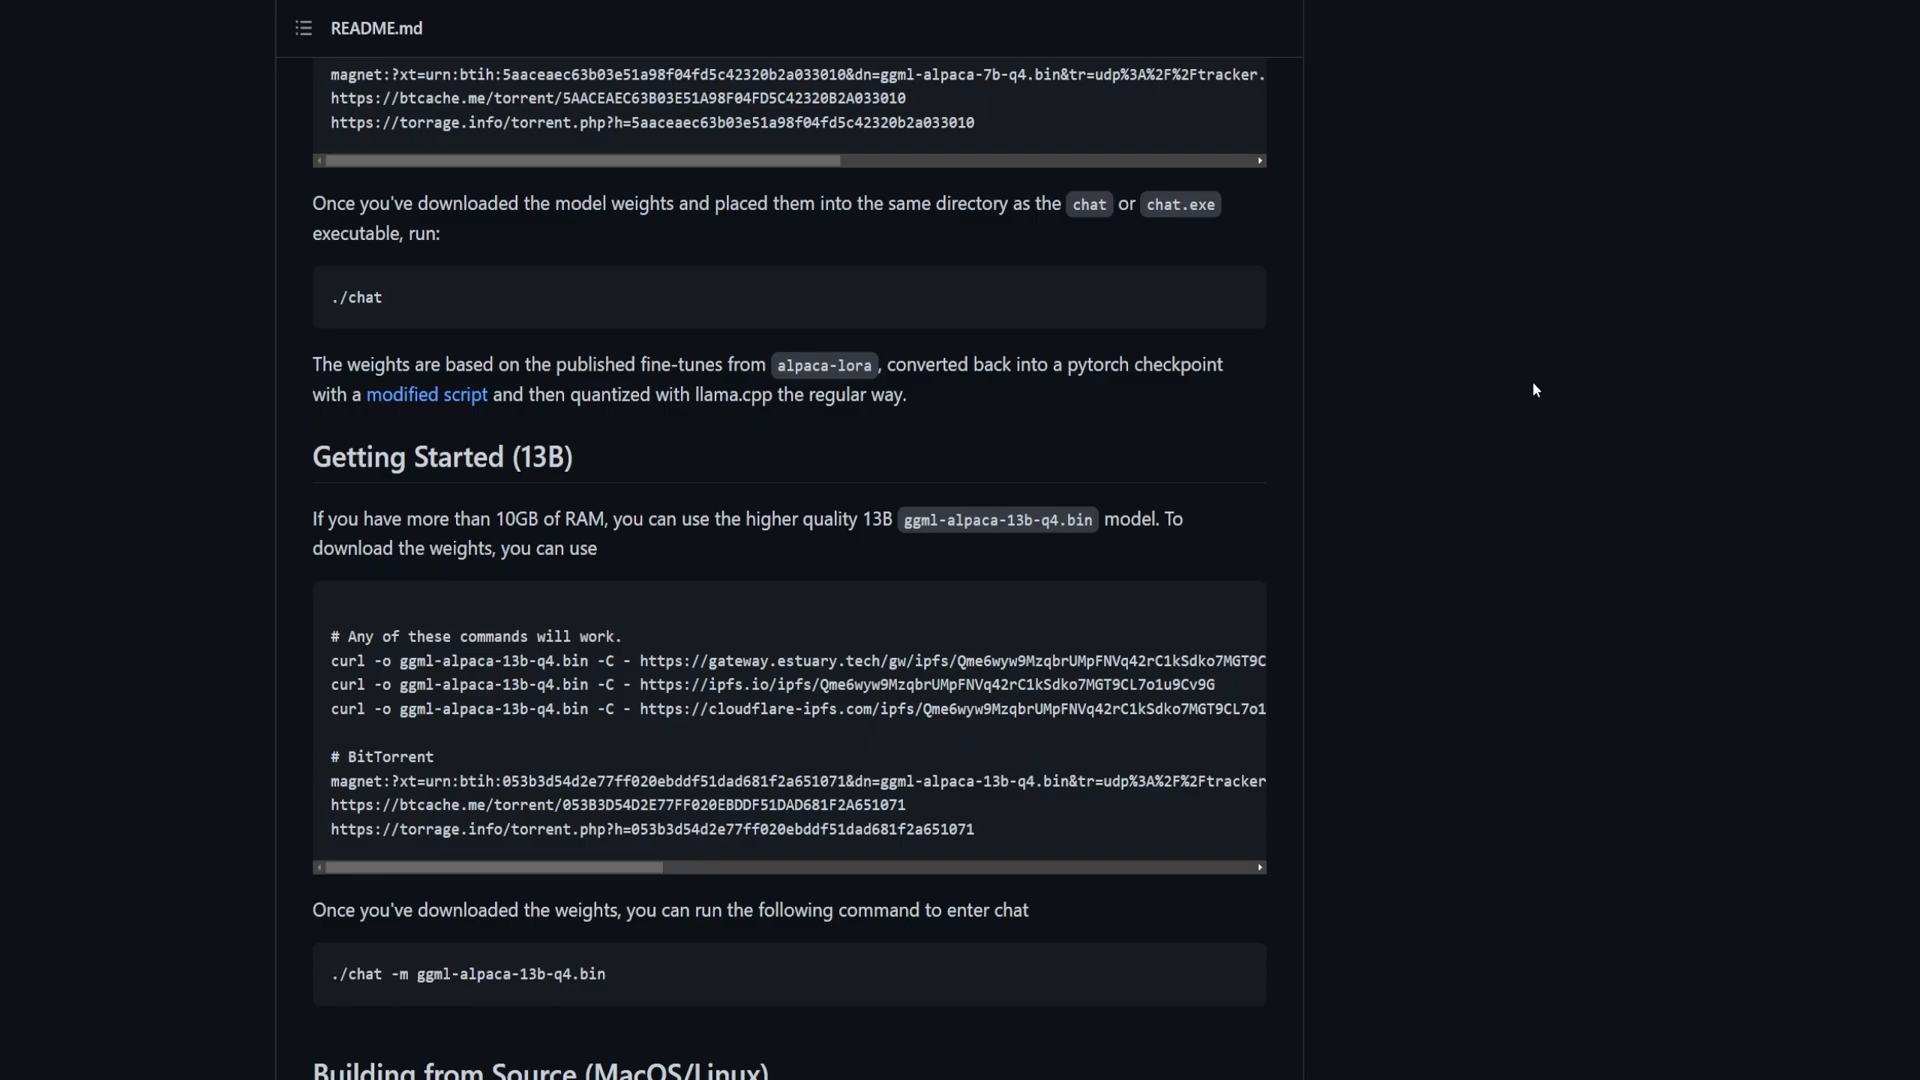 README.md
magnet:?xt=urn:btih:5aaceaec63b03e51a98f04fd5c42320b2a033010&dn=ggml-alpaca-7b-q4.bin&tr=udp%3A%2F%2Ftracker.
https://btcache.me/torrent/5AACEAEC63B03E51A98F04FD5C42320B2A033010
https://torrage.info/torrent.php?h=5aaceaec63b03e51a98f04fd5c42320b2a033010
Once you've downloaded the model weights and placed them into the same directory as the chat or chat.exe
executable, run:
./chat
The weights are based on the published fine-tunes from alpaca-lora, converted back into a pytorch checkpoint
with a modified script and then quantized with llama.cpp the regular way.
Getting Started (13B)
If you have more than 10GB of RAM, you can use the higher quality 13B ggml-alpaca-13b-q4.bin model. To
download the weights, you can use
# Any of these commands will work.
curl -o ggml-alpaca-13b-q4.bin -C - https://gateway.estuary.tech/gw/ipfs/Qme6wyw9MzqbrUMpFNVq42rC1kSdko7MGT9C
curl -o ggml-alpaca-13b-q4.bin -C - https://ipfs.io/ipfs/Qme6wyw9MzqbrUMpFNVq42rC1kSdko7MGT9CL7o1u9Cv9G
curl -o ggml-alpaca-13b-q4.bin -C - https://cloudflare-ipfs.com/ipfs/Qme6wyw9MzqbrUMpFNVq42rC1kSdko7MGT9CL7o1
# BitTorrent
magnet:?xt=urn:btih:053b3d54d2e77ff020ebddf51dad681f2a651071&dn=ggml-alpaca-13b-q4.bin&tr=udp%3A%2F%2Ftracker
https://btcache.me/torrent/053B3D54D2E77FF020EBDDF51DAD681F2A651071
https://torrage.info/torrent.php?h=053b3d54d2e77ff020ebddf51dad681f2a651071
Once you've downloaded the weights, you can run the following command to enter chat
./chat -m ggml-alpaca-13b-q4.bin
Building from Source (MacOS/Linux)